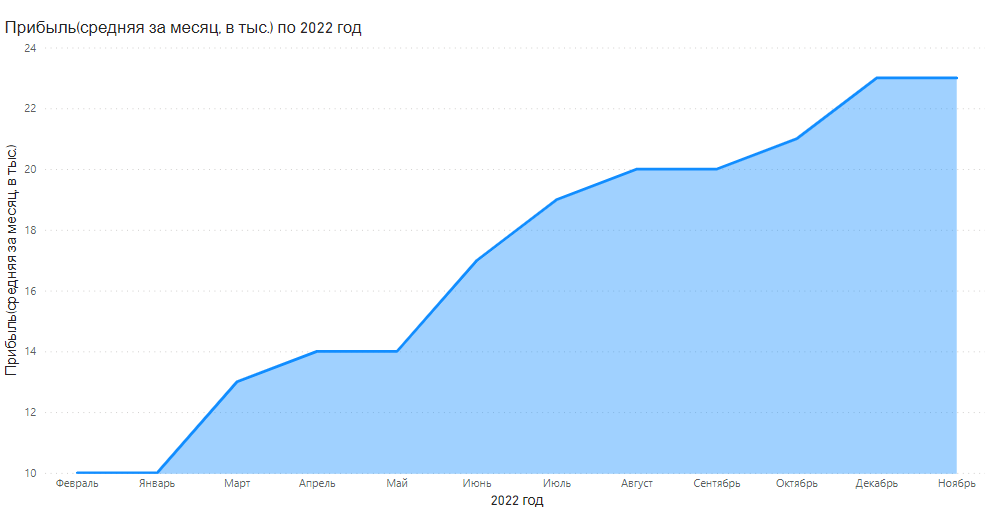 Прибыль(средняя за месяц, в тыс.) по 2022 год
24
22
20
18
16
14
12
10
Прибыль(средняя за месяц, в тыс.)
Февраль Январь Март Апрель Май Июнь Июль Август Сентябрь Октябрь Декабрь Ноябрь
2022 год